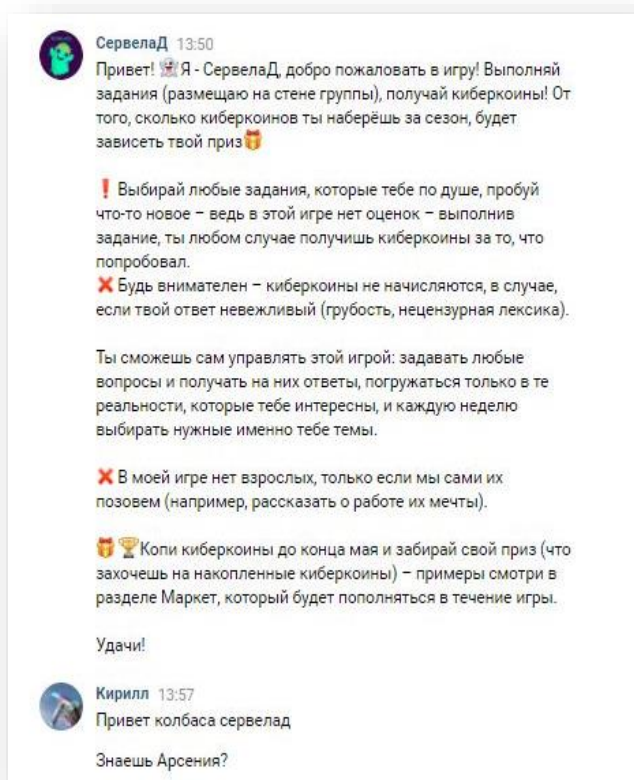 СервелаД 13:50
Привет! 👻Я - СервелаД, добро пожаловать в игру! Выполняй
задания (размещаю на стене группы), получай киберкоины! От
того, сколько киберкоинов ты наберёшь за сезон, будет
зависеть твой приз🎁
❗ Выбирай любые задания, которые тебе по душе, пробуй
что-то новое – ведь в этой игре нет оценок – выполнив
задание, ты любом случае получишь киберкоины за то, что
попробовал.
❌ Будь внимателен – киберкоины не начисляются, в случае,
если твой ответ невежливый (грубость, нецензурная лексика).
Ты сможешь сам управлять этой игрой: задавать любые
вопросы и получать на них ответы, погружаться только в те
реальности, которые тебе интересны, и каждую неделю
выбирать нужные именно тебе темы.
❌ В моей игре нет взрослых, только если мы сами их
позовем (например, рассказать о работе их мечты).
🎁 🏆Копи киберкоины до конца мая и забирай свой приз (что
захочешь на накопленные киберкоины) – примеры смотри в
разделе Маркет, который будет пополняться в течение игры.
Удачи!
Кирилл 13:57
Привет колбаса сервелад
Знаешь Арсения?